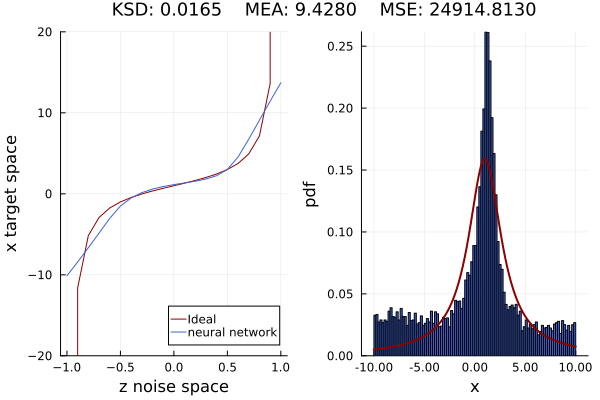 KSD: 0.0165 MEA: 9.4280 MSE: 24914.8130
20
10
0
−10
−20
-1.0 -0.5 0.0 0.5 1.0
x target space
z noise space
Ideal
neural network
0.25
0.20
0.15
0.10
0.05
0.00
-10.00 -5.00 0.00 5.00 10.00
pdf
x